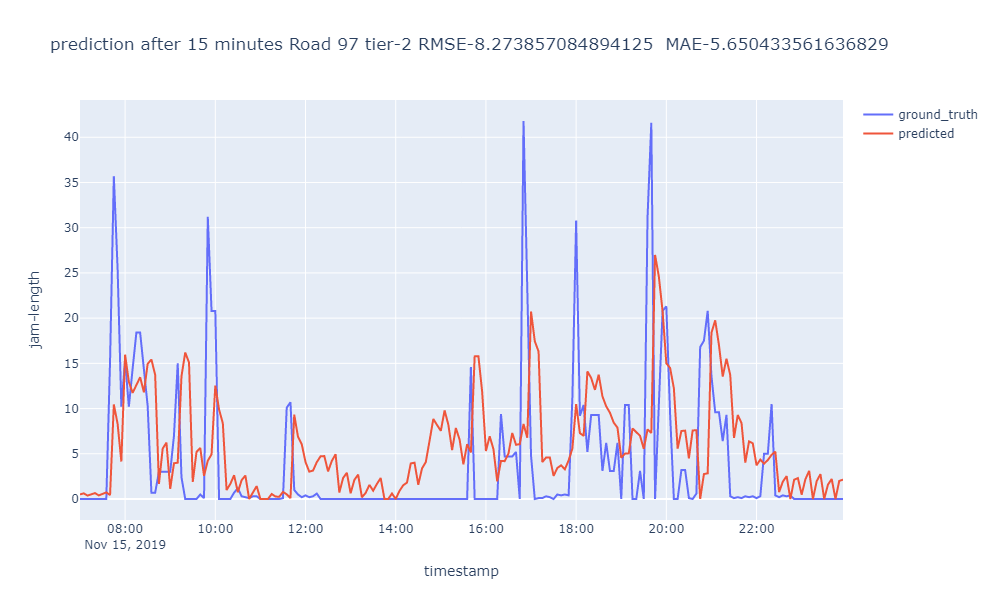 prediction after 15 minutes Road 97 tier-2 RMSE-8.273857084894125  MAE-5.650433561636829
ground_truth
predicted
40
35
30
25
20
15
10
5
0
jam-length
08:00 10:00 12:00 14:00 16:00 18:00 20:00 22:00
Nov 15, 2019
timestamp